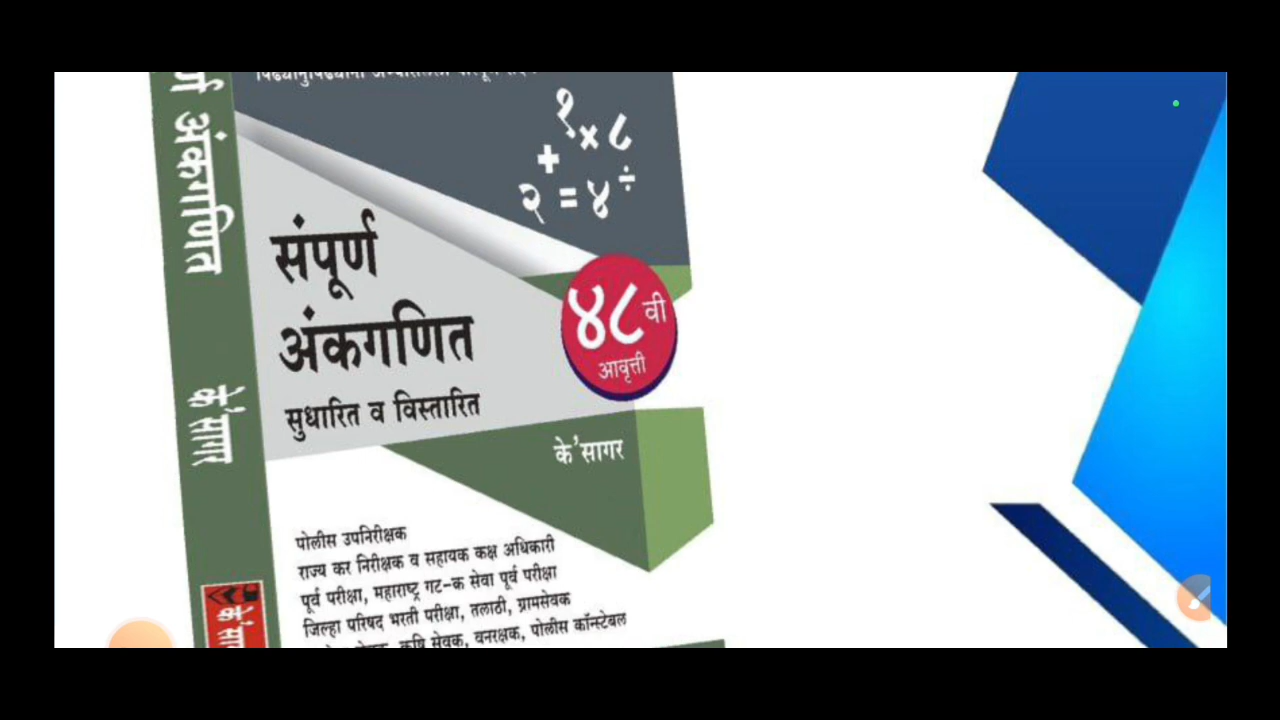 र्ण अंकगणित
के'सागर
१ × ८
+
२ = ४ ÷
संपूर्ण
अंकगणित
सुधारित व विस्तारित
४८ वी
आवृत्ती
के'सागर
पोलीस उपनिरीक्षक
राज्य कर निरीक्षक व सहायक कक्ष अधिकारी
पूर्व परीक्षा, महाराष्ट्र गट-क सेवा पूर्व परीक्षा
जिल्हा परिषद भरती परीक्षा, तलाठी, ग्रामसेवक
कृषि सेवक, वनरक्षक, पोलीस कॉन्स्टेबल